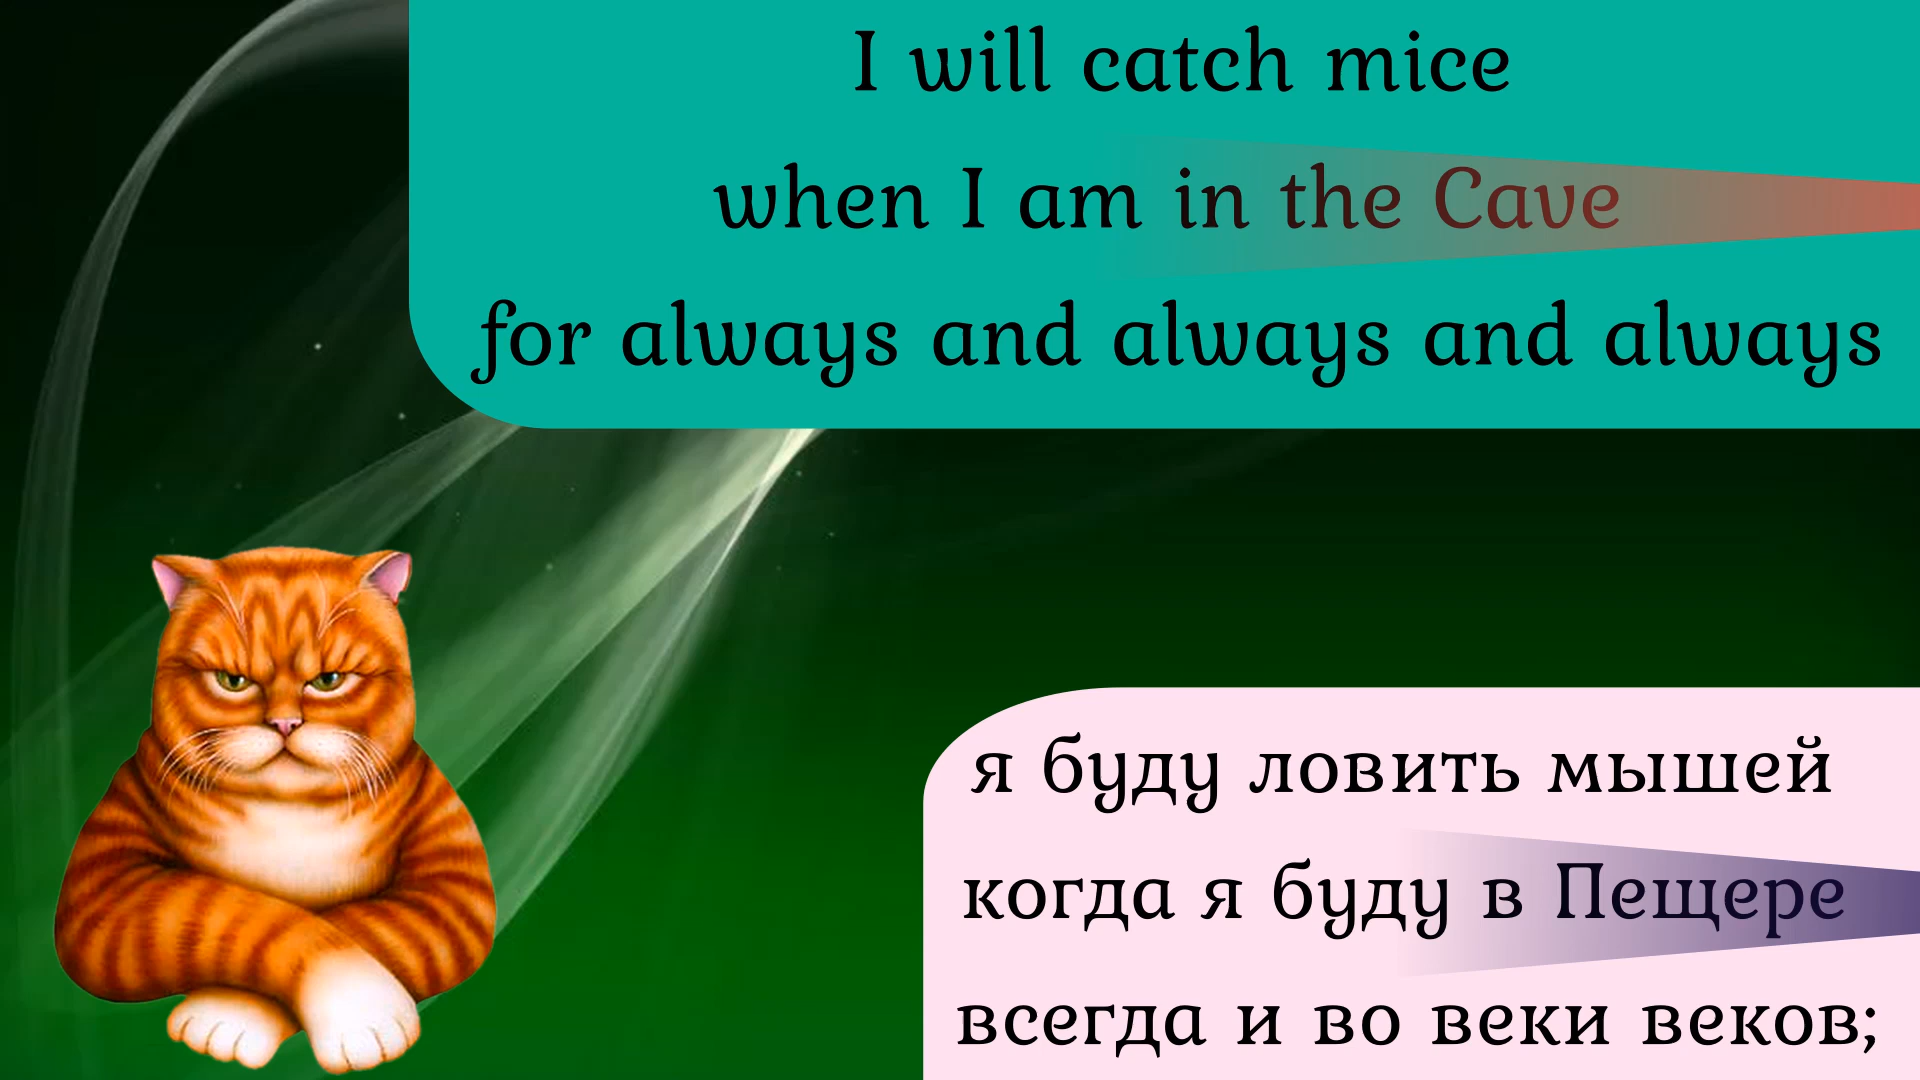 I will catch mice
when I am in the Cave
for always and always and always
я буду ловить мышей
когда я буду в Пещере
всегда и во веки веков;